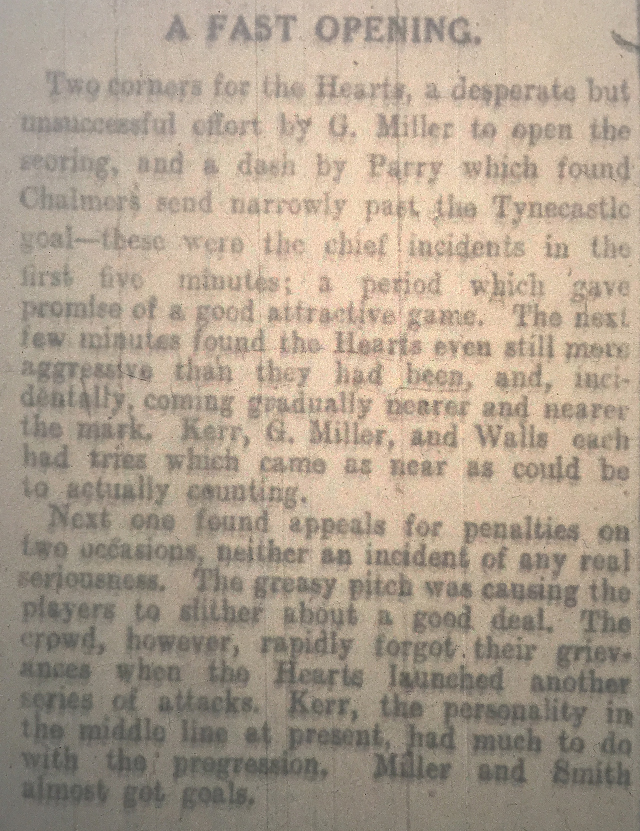 A FAST OPENING.
Two corners for the Hearts, a desperate but
unsuccessful effort by G. Miller to open the
scoring, and a dash by Parry which found
Chalmers send narrowly past the Tynecastle
goal—these were the chief incidents in the
first five minutes; a period which gave
promise of a good attractive game. The next
few minutes found the Hearts even still more
aggressive than they had been, and, inci-
dentally, coming gradually nearer and nearer
the mark. Kerr, G. Miller, and Walls each
had tries which came as near as could be
to actually counting.
Next one found appeals for penalties on
two occasions, neither an incident of any real
seriousness. The greasy pitch was causing the
players to slither about a good deal. The
crowd, however, rapidly forgot their griev-
ances when the Hearts launched another
series of attacks. Kerr, the personality in
the middle line at present, had much to do
with the progression. Miller and Smith
almost got goals.